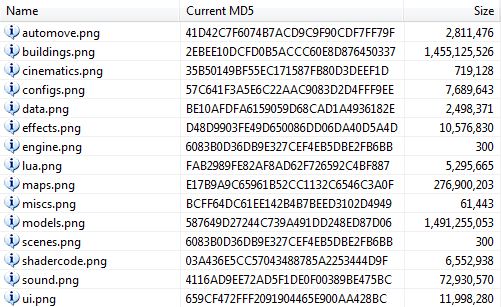 Name Current MD5 Size
automove.png 41D42C7F6074B7ACD9C9F90CDF7FF79F 2,811,476
buildings.png 2EBEE10DCFD0B5ACCC60E8D876450337 1,455,125,526
cinematics.png 35B50149BF55EC171587FB80D3DEEF1D 719,128
configs.png 57C641F3A5E6C22AAC9083D2D4FFF9EE 7,689,643
data.png BE10AFDFA6159059D68CAD1A4936182E 2,498,371
effects.png D48D9903FE49D650086DD06DA40D5A4D 10,576,830
engine.png 6083B0D36DB9E327CEF4EB5DBE2FB6BB 300
lua.png FAB2989FE82AF8AD62F726592C4BF887 5,295,665
maps.png E17B9A9C65961B52CC1132C6546C3A0F 276,900,203
miscs.png BCFF64DC61EE142B4B7BEED3102D4949 61,443
models.png 587649D27244C739A491DD248ED87D06 1,491,255,053
scenes.png 6083B0D36DB9E327CEF4EB5DBE2FB6BB 300
shadercode.png 03A436E5CC57043488785A2253444D9F 6,552,938
sound.png 4116AD9EE72AD5F1DE0F00389BE475BC 72,930,570
ui.png 659CF472FFF2091904465E900AA428BC 11,998,280